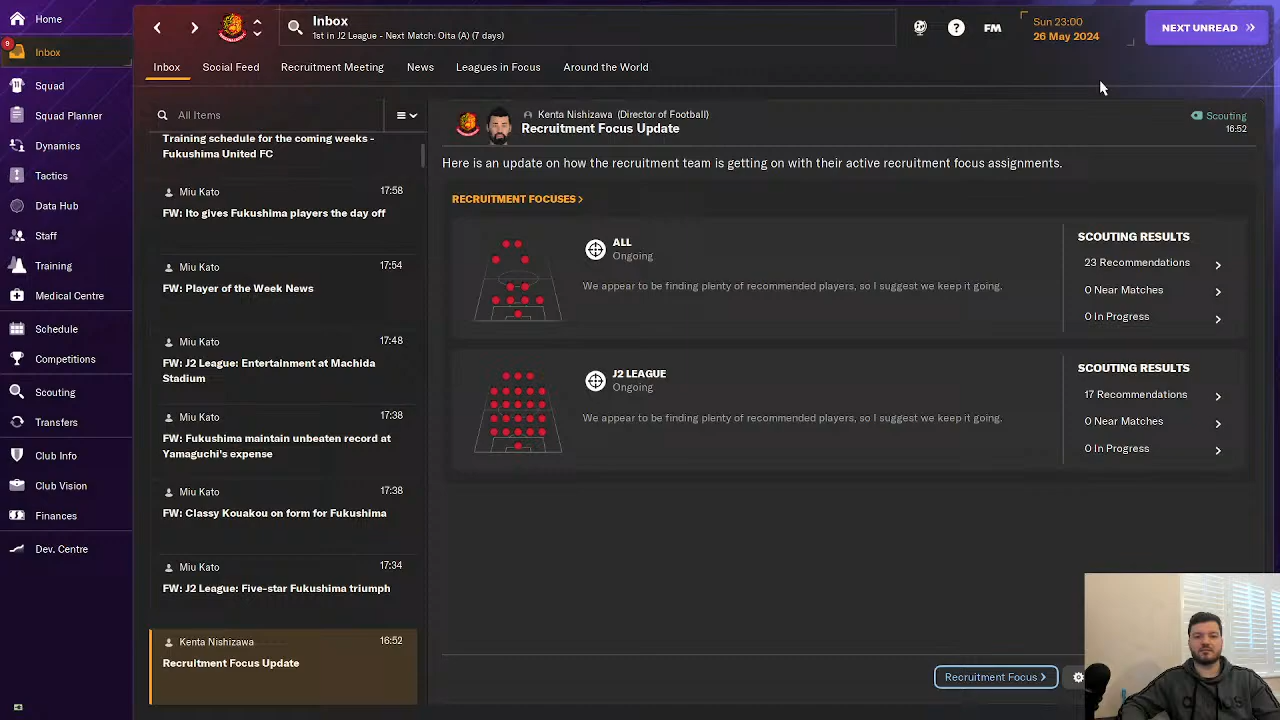 Home
9
Inbox
Squad
Squad Planner
Dynamics
Tactics
Data Hub
Staff
Training
Medical Centre
Schedule
Competitions
Scouting
Transfers
Club Info
Club Vision
Finances
Dev. Centre
Inbox
1st in J2 League - Next Match: Oita (A) (7 days)
?
FM
Sun 23:00
26 May 2024
NEXT UNREAD
Inbox
Social Feed
Recruitment Meeting
News
Leagues in Focus
Around the World
All Items
Training schedule for the coming weeks -
Fukushima United FC
Miu Kato 17:58
FW: Ito gives Fukushima players the day off
Miu Kato 17:54
FW: Player of the Week News
Miu Kato 17:48
FW: J2 League: Entertainment at Machida
Stadium
Miu Kato 17:38
FW: Fukushima maintain unbeaten record at
Yamaguchi's expense
Miu Kato 17:38
FW: Classy Kouakou on form for Fukushima
Miu Kato 17:34
FW: J2 League: Five-star Fukushima triumph
Kenta Nishizawa 16:52
Recruitment Focus Update
Kenta Nishizawa (Director of Football)
Recruitment Focus Update
Scouting
16:52
Here is an update on how the recruitment team is getting on with their active recruitment focus assignments.
RECRUITMENT FOCUSES >
ALL
Ongoing
We appear to be finding plenty of recommended players, so I suggest we keep it going.
SCOUTING RESULTS
23 Recommendations
0 Near Matches
0 In Progress
J2 LEAGUE
Ongoing
We appear to be finding plenty of recommended players, so I suggest we keep it going.
SCOUTING RESULTS
17 Recommendations
0 Near Matches
0 In Progress
Recruitment Focus >